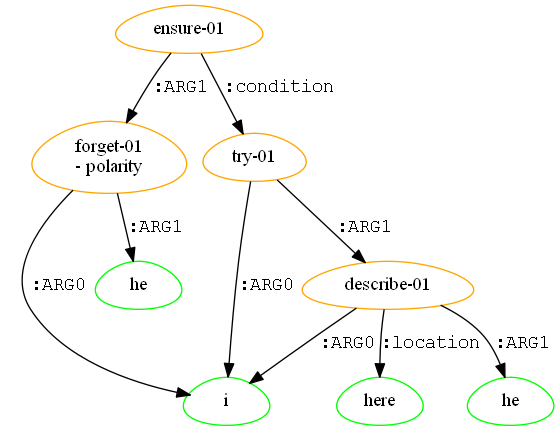 ensure-01
:ARG1
:condition
forget-01
- polarity
try-01
:ARG1
:ARG1
he
describe-01
:ARG0
:ARG0
:ARG0
:location
:ARG1
i
here
he